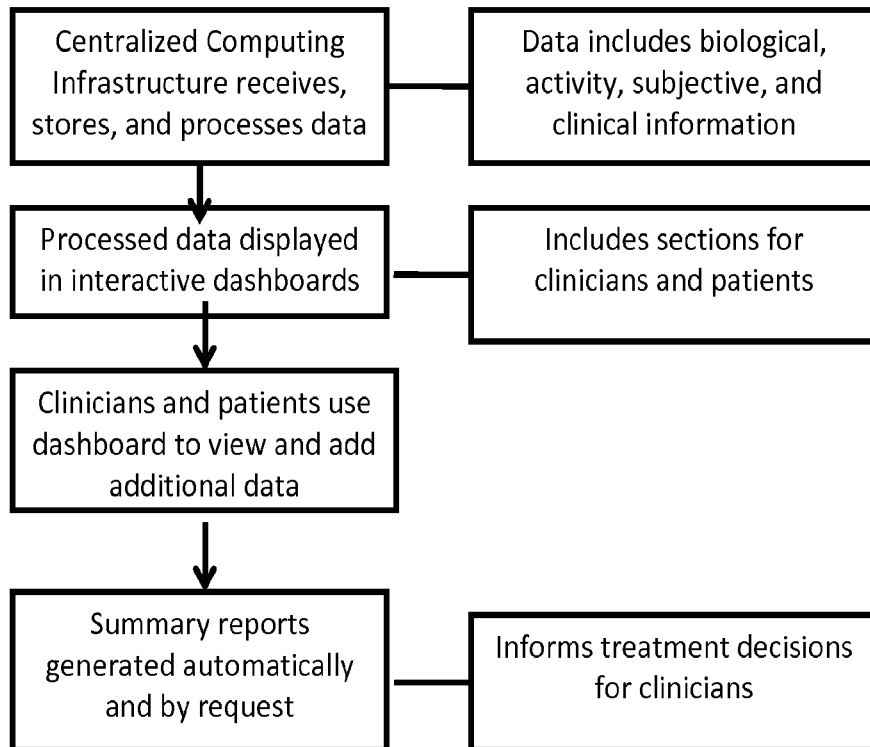 Centralized Computing
Infrastructure receives,
stores, and processes data
Data includes biological,
activity, subjective, and
clinical information
Processed data displayed
in interactive dashboards
Includes sections for
clinicians and patients
Clinicians and patients use
dashboard to view and add
additional data
Summary reports
generated automatically
and by request
Informs treatment decisions
for clinicians